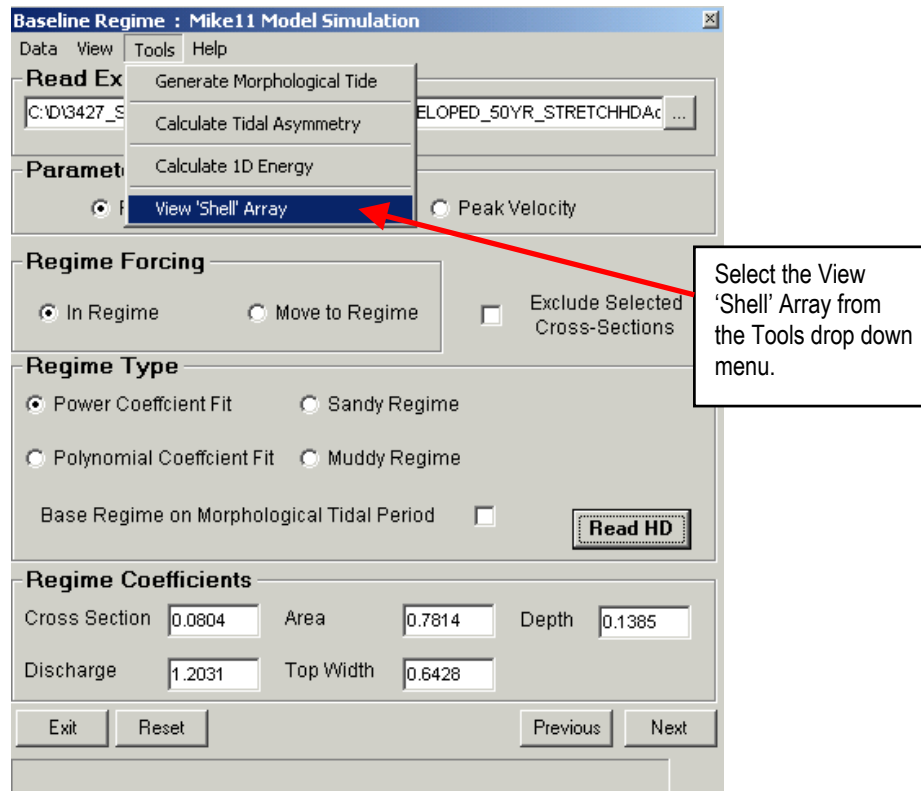 Baseline Regime : Mike11 Model Simulation
Data View Tools Help
Read Ex
Generate Morphological Tide
C:\D\3427_S
ELOPED_50YR_STRETCHHDAc ...
Calculate Tidal Asymmetry
Calculate 1D Energy
Paramet
View 'Shell' Array
Peak Velocity
Select the View
‘Shell’ Array from
the Tools drop down
menu.
Regime Forcing
In Regime Move to Regime
Exclude Selected
Cross-Sections
Regime Type
Power Coeffcient Fit Sandy Regime
Polynomial Coeffcient Fit Muddy Regime
Base Regime on Morphological Tidal Period
Read HD
Regime Coefficients
Cross Section 0.0804 Area 0.7814 Depth 0.1385
Discharge 1.2031 Top Width 0.6428
Exit Reset Previous Next